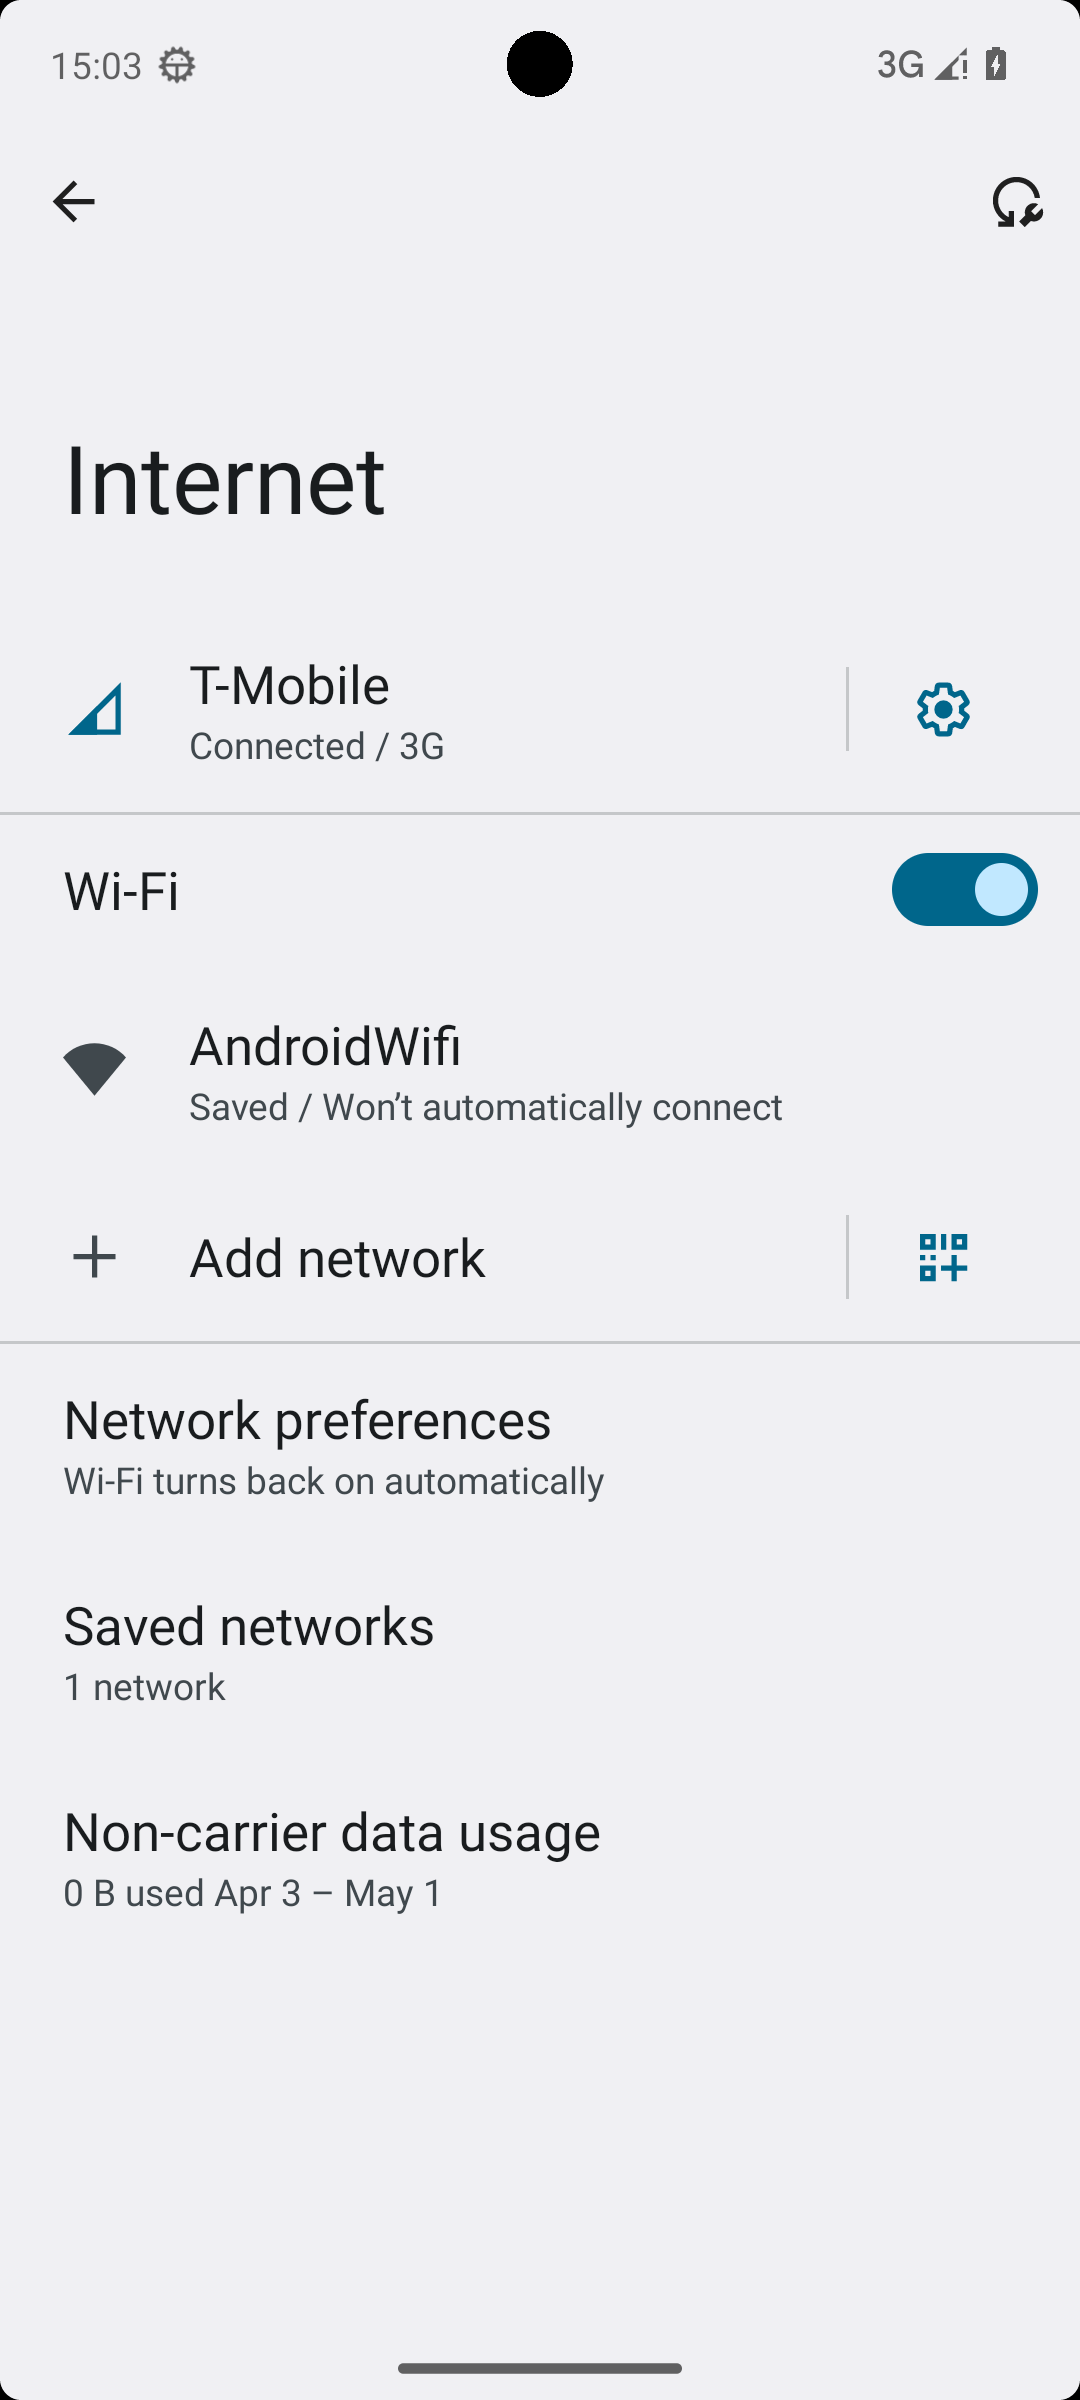 15:03
3G
Internet
T-Mobile
Connected / 3G
Wi-Fi
AndroidWifi
Saved / Won’t automatically connect
Add network
Network preferences
Wi-Fi turns back on automatically
Saved networks
1 network
Non-carrier data usage
0 B used Apr 3 – May 1